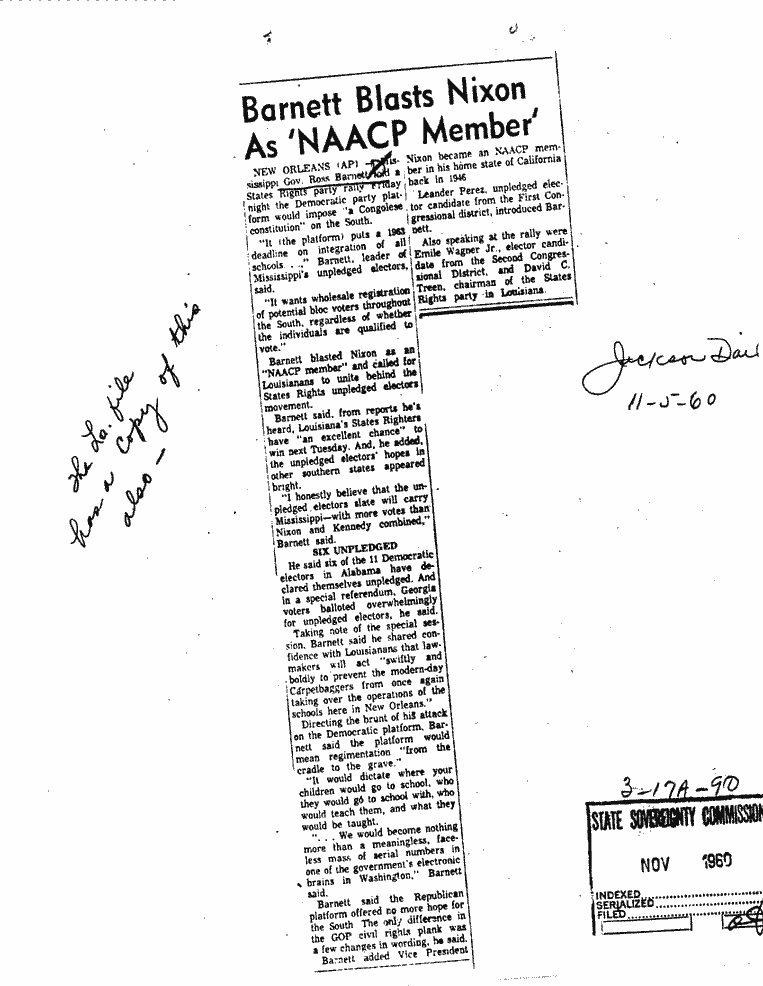 Barnett Blasts Nixon
As 'NAACP Member'
NEW ORLEANS (AP) —
sissippi Gov. Ross Barnett told a
States Rights party rally Friday
night the Democratic party plat-
form would impose "a Congolese
constitution" on the South.
"It (the platform) puts a 1963
deadline on integration of all
schools . . ." Barnett, leader of
Mississippi's unpledged electors,
said.
"It wants wholesale registration
of potential bloc voters throughout
the South, regardless of whether
the individuals are qualified to
vote."
Barnett blasted Nixon as an
"NAACP member" and called for
Louisianans to unite behind the
States Rights unpledged electors
movement.
Barnett said, from reports he's
heard, Louisiana's States Righters
have "an excellent chance" to
win next Tuesday. And, he added,
the unpledged electors' hopes in
other southern states appeared
bright.
"I honestly believe that the un-
pledged electors slate will carry
Mississippi—with more votes than
Nixon and Kennedy combined,"
Barnett said.
SIX UNPLEDGED
He said six of the 11 Democratic
electors in Alabama have de-
clared themselves unpledged. And
in a special referendum, Georgia
voters balloted overwhelmingly
for unpledged electors, he said.
Taking note of the special ses-
sion, Barnett said he shared con-
fidence with Louisianans that law-
makers will act "swiftly and
boldly to prevent the modern-day
Carpetbaggers from once again
taking over the operations of the
schools here in New Orleans."
Directing the brunt of his attack
on the Democratic platform, Bar-
nett said the platform would
mean regimentation "from the
cradle to the grave."
"It would dictate where your
children would go to school, who
they would go to school with, who
would teach them, and what they
would be taught.
". . . We would become nothing
more than a meaningless, face-
less mass of serial numbers in
one of the government's electronic
brains in Washington," Barnett
said.
Barnett said the Republican
platform offered no more hope for
the South The only difference in
the GOP civil rights plank was
a few changes in wording, he said.
Barnett added Vice President
Nixon became an NAACP mem-
ber in his home state of California
back in 1946
Leander Perez, unpledged elec-
tor candidate from the First Con-
gressional district, introduced Bar-
nett.
Also speaking at the rally were
Emile Wagner Jr., elector candi-
date from the Second Congres-
sional District, and David C.
Treen, chairman of the States
Rights party in Louisiana.
the La. file
has a copy of this
also —
Jackson Dai
11-5-60
3-17A-90
STATE SOVEREIGNTY COMMISSION
NOV 1960
INDEXED
SERIALIZED
FILED